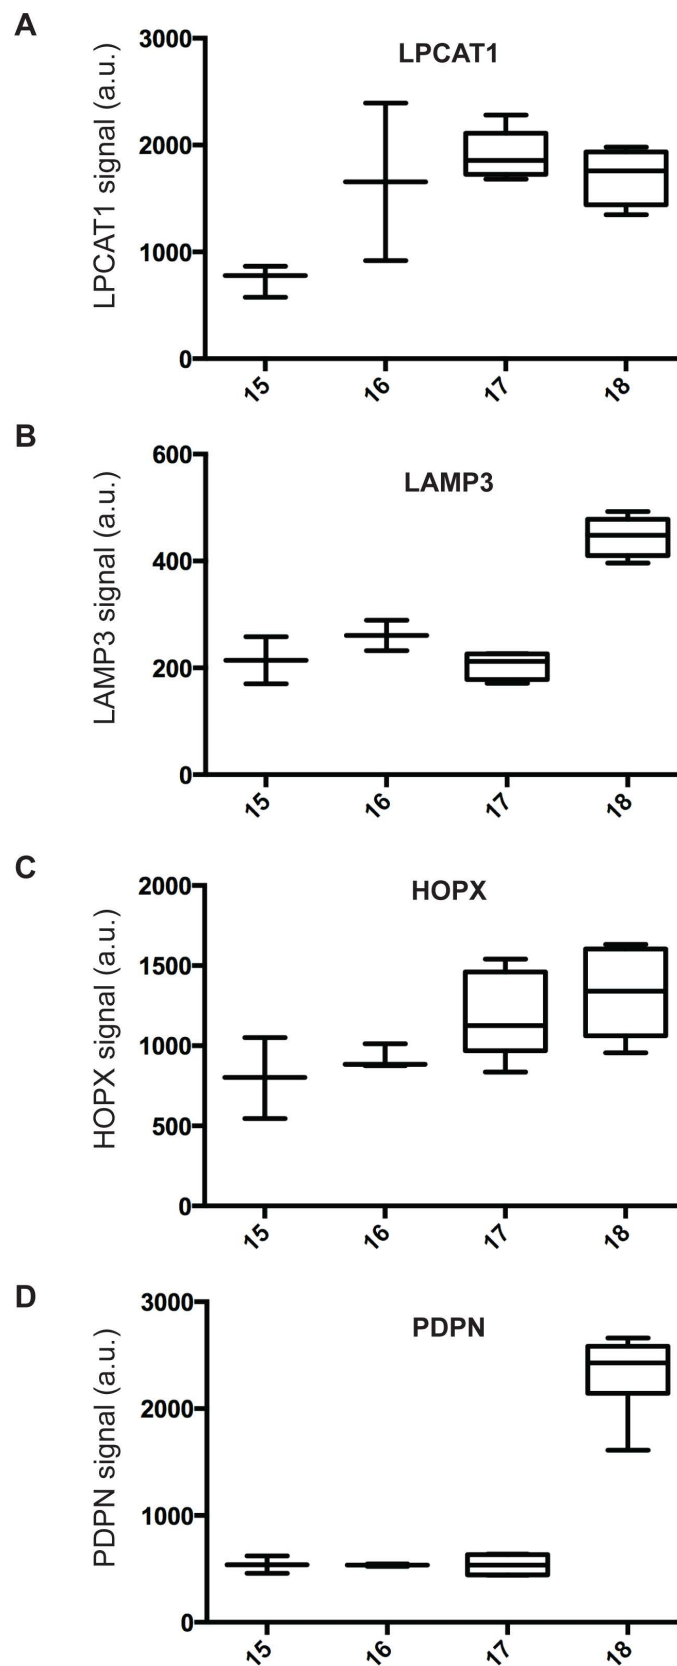 A
LPCAT1
LPCAT1 signal (a.u.)
3000
2000
1000
0
15 16 17 18
B
LAMP3
LAMP3 signal (a.u.)
600
400
200
0
15 16 17 18
C
HOPX
HOPX signal (a.u.)
2000
1500
1000
500
0
15 16 17 18
D
PDPN
PDPN signal (a.u.)
3000
2000
1000
0
15 16 17 18